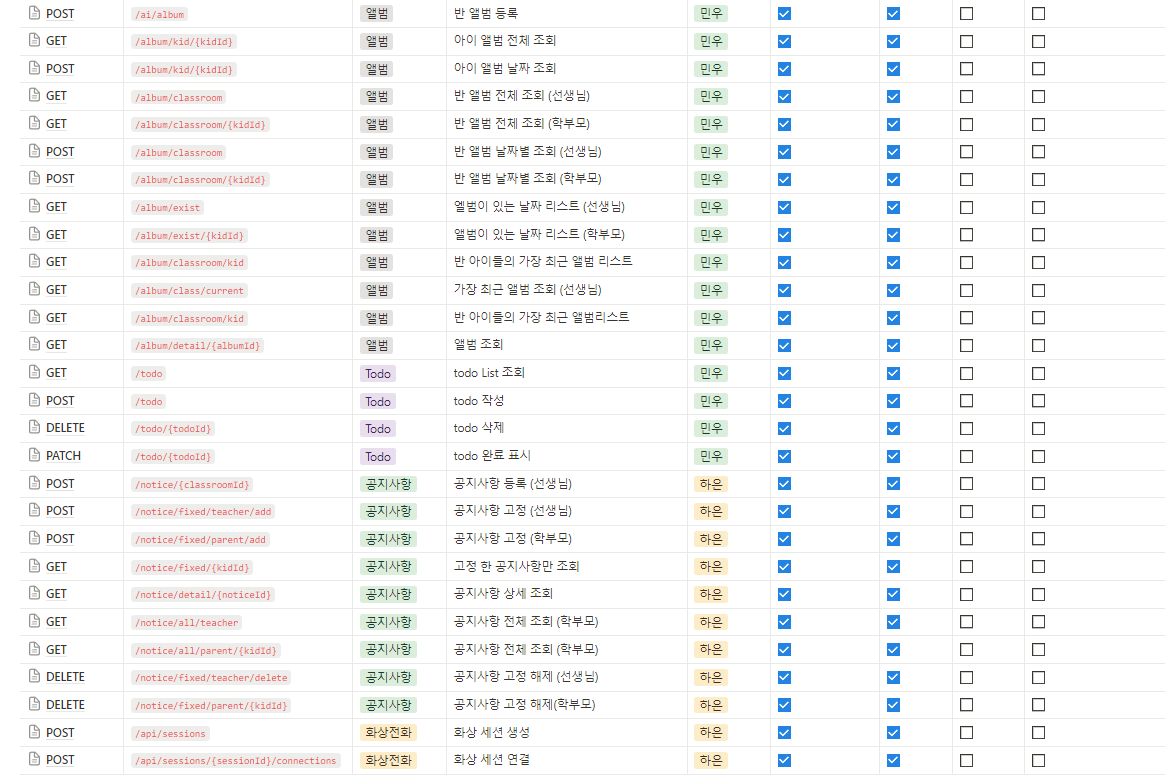 POST /ai/album 앨범 반 앨범 등록 민우
GET /album/kid/{kidId} 앨범 아이 앨범 전체 조회 민우
POST /album/kid/{kidId} 앨범 아이 앨범 날짜 조회 민우
GET /album/classroom 앨범 반 앨범 전체 조회 (선생님) 민우
GET /album/classroom/{kidId} 앨범 반 앨범 전체 조회 (학부모) 민우
POST /album/classroom 앨범 반 앨범 날짜별 조회 (선생님) 민우
POST /album/classroom/{kidId} 앨범 반 앨범 날짜별 조회 (학부모) 민우
GET /album/exist 앨범 엘범이 있는 날짜 리스트 (선생님) 민우
GET /album/exist/{kidId} 앨범 앨범이 있는 날짜 리스트 (학부모) 민우
GET /album/classroom/kid 앨범 반 아이들의 가장 최근 앨범 리스트 민우
GET /album/class/current 앨범 가장 최근 앨범 조회 (선생님) 민우
GET /album/classroom/kid 앨범 반 아이들의 가장 최근 앨범리스트 민우
GET /album/detail/{albumId} 앨범 앨범 조회 민우
GET /todo Todo todo List 조회 민우
POST /todo Todo todo 작성 민우
DELETE /todo/{todoId} Todo todo 삭제 민우
PATCH /todo/{todoId} Todo todo 완료 표시 민우
POST /notice/{classroomId} 공지사항 공지사항 등록 (선생님) 하은
POST /notice/fixed/teacher/add 공지사항 공지사항 고정 (선생님) 하은
POST /notice/fixed/parent/add 공지사항 공지사항 고정 (학부모) 하은
GET /notice/fixed/{kidId} 공지사항 고정 한 공지사항만 조회 하은
GET /notice/detail/{noticeId} 공지사항 공지사항 상세 조회 하은
GET /notice/all/teacher 공지사항 공지사항 전체 조회 (학부모) 하은
GET /notice/all/parent/{kidId} 공지사항 공지사항 전체 조회 (학부모) 하은
DELETE /notice/fixed/teacher/delete 공지사항 공지사항 고정 해제 (선생님) 하은
DELETE /notice/fixed/parent/{kidId} 공지사항 공지사항 고정 해제(학부모) 하은
POST /api/sessions 화상전화 화상 세션 생성 하은
POST /api/sessions/{sessionId}/connections 화상전화 화상 세션 연결 하은